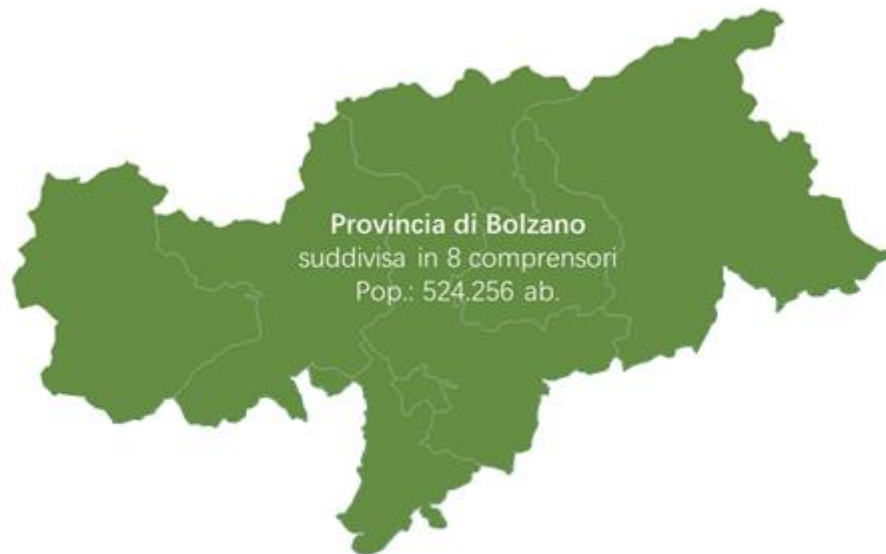 Provincia di Bolzano
suddivisa in 8 comprensori
Pop.: 524.256 ab.